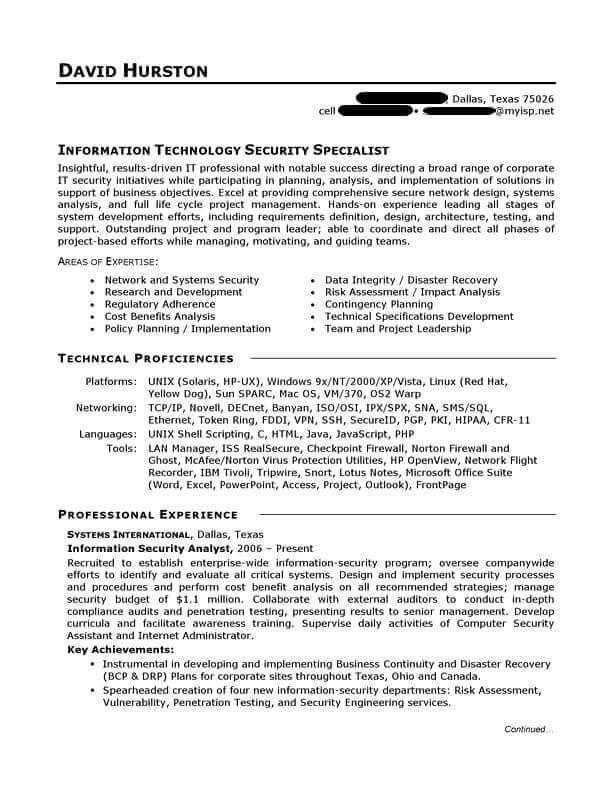 DAVID HURSTON
, Dallas, Texas 75026
cell • @myisp.net
INFORMATION TECHNOLOGY SECURITY SPECIALIST
Insightful, results-driven IT professional with notable success directing a broad range of corporate
IT security initiatives while participating in planning, analysis, and implementation of solutions in
support of business objectives. Excel at providing comprehensive secure network design, systems
analysis, and full life cycle project management. Hands-on experience leading all stages of
system development efforts, including requirements definition, design, architecture, testing, and
support. Outstanding project and program leader; able to coordinate and direct all phases of
project-based efforts while managing, motivating, and guiding teams.
AREAS OF EXPERTISE:
• Network and Systems Security
• Research and Development
• Regulatory Adherence
• Cost Benefits Analysis
• Policy Planning / Implementation
• Data Integrity / Disaster Recovery
• Risk Assessment / Impact Analysis
• Contingency Planning
• Technical Specifications Development
• Team and Project Leadership
TECHNICAL PROFICIENCIES
Platforms: UNIX (Solaris, HP-UX), Windows 9x/NT/2000/XP/Vista, Linux (Red Hat,
Yellow Dog), Sun SPARC, Mac OS, VM/370, OS2 Warp
Networking: TCP/IP, Novell, DECnet, Banyan, ISO/OSI, IPX/SPX, SNA, SMS/SQL,
Ethernet, Token Ring, FDDI, VPN, SSH, SecureID, PGP, PKI, HIPAA, CFR-11
Languages: UNIX Shell Scripting, C, HTML, Java, JavaScript, PHP
Tools: LAN Manager, ISS RealSecure, Checkpoint Firewall, Norton Firewall and
Ghost, McAfee/Norton Virus Protection Utilities, HP OpenView, Network Flight
Recorder, IBM Tivoli, Tripwire, Snort, Lotus Notes, Microsoft Office Suite
(Word, Excel, PowerPoint, Access, Project, Outlook), FrontPage
PROFESSIONAL EXPERIENCE
SYSTEMS INTERNATIONAL, Dallas, Texas
Information Security Analyst, 2006 – Present
Recruited to establish enterprise-wide information-security program; oversee companywide
efforts to identify and evaluate all critical systems. Design and implement security processes
and procedures and perform cost benefit analysis on all recommended strategies; manage
security budget of $1.1 million. Collaborate with external auditors to conduct in-depth
compliance audits and penetration testing, presenting results to senior management. Develop
curricula and facilitate awareness training. Supervise daily activities of Computer Security
Assistant and Internet Administrator.
Key Achievements:
• Instrumental in developing and implementing Business Continuity and Disaster Recovery
(BCP & DRP) Plans for corporate sites throughout Texas, Ohio and Canada.
• Spearheaded creation of four new information-security departments: Risk Assessment,
Vulnerability, Penetration Testing, and Security Engineering services.
Continued…